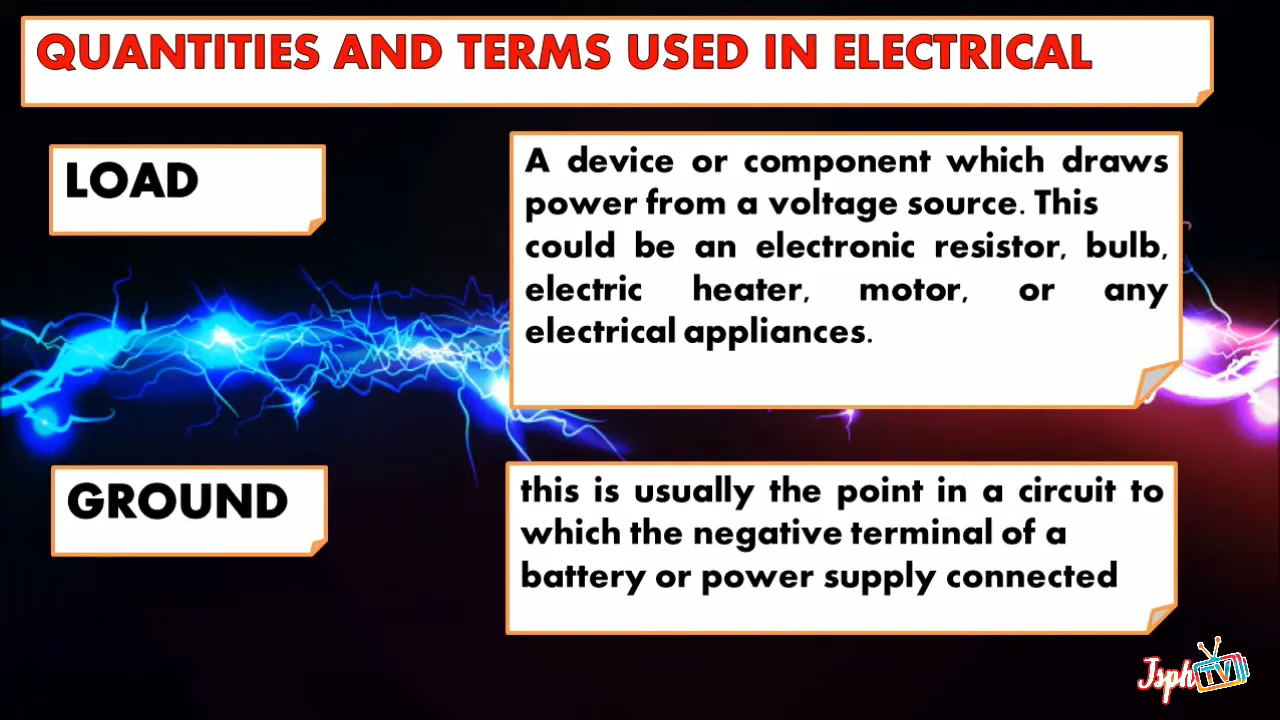 QUANTITIES AND TERMS USED IN ELECTRICAL
LOAD
A device or component which draws
power from a voltage source. This
could be an electronic resistor, bulb,
electric heater, motor, or any
electrical appliances.
GROUND
this is usually the point in a circuit to
which the negative terminal of a
battery or power supply connected
Jsph TV